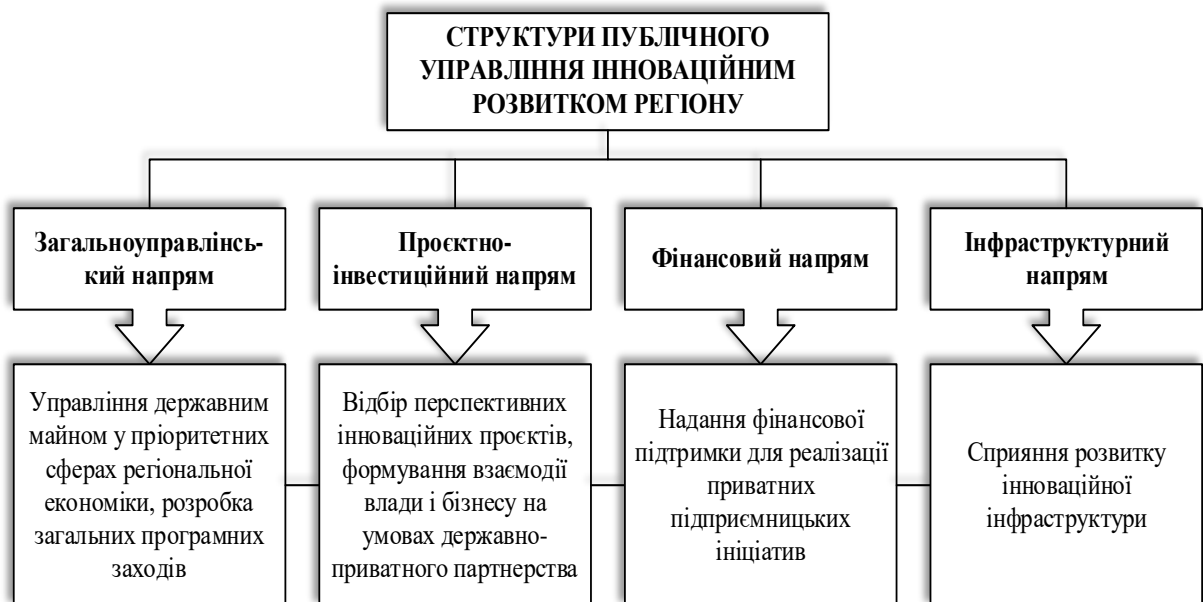 СТРУКТУРИ ПУБЛІЧНОГО
УПРАВЛІННЯ ІННОВАЦІЙНИМ
РОЗВИТКОМ РЕГІОНУ
Загальноуправлінсь-
кий напрям
Проєктно-
інвестиційний напрям
Фінансовий напрям
Інфраструктурний
напрям
Управління державним
майном у пріоритетних
сферах регіональної
економіки, розробка
загальних програмних
заходів
Відбір перспективних
інноваційних проєктів,
формування взаємодії
влади і бізнесу на
умовах державно-
приватного партнерства
Надання фінансової
підтримки для реалізації
приватних
підприємницьких
ініціатив
Сприяння розвитку
інноваційної
інфраструктури